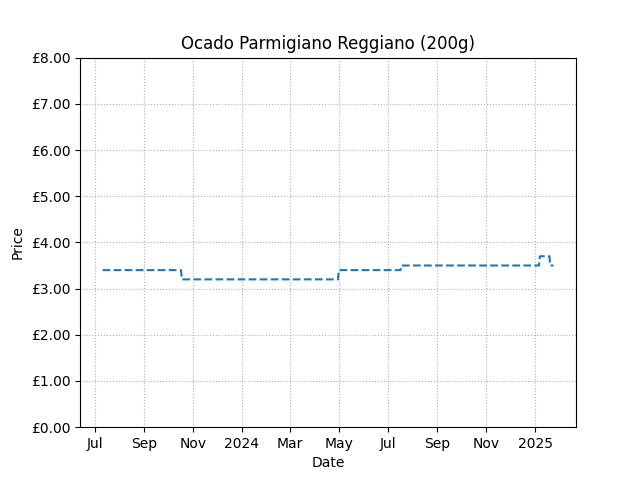 Ocado Parmigiano Reggiano (200g)
£8.00
£7.00
£6.00
£5.00
£4.00
£3.00
£2.00
£1.00
£0.00
Price
Jul Sep Nov 2024 Mar May Jul Sep Nov 2025
Date